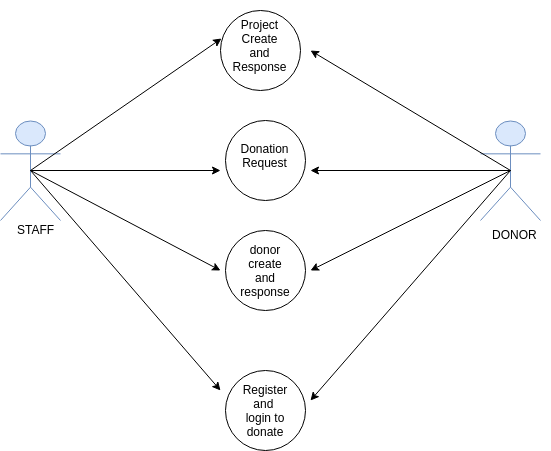 Project
Create
and
Response
Donation
Request
STAFF
DONOR
donor
create
and
response
Register
and
login to
donate